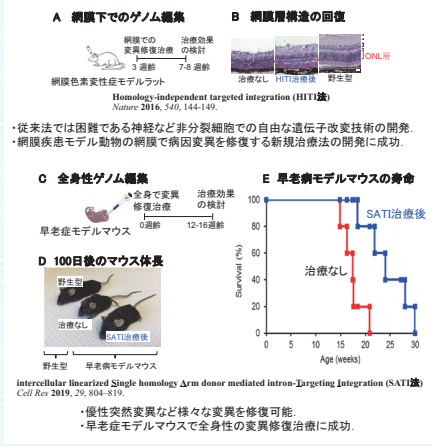 A 網膜下でのゲノム編集
網膜での
変異修復治療
治療効果
の検討
3 週齢
7-8 週齢
網膜色素変性症モデルラット
B 網膜層構造の回復
ONL層
治療なし
HITI治療後
野生型
Homology-independent targeted integration (HITI法)
Nature 2016, 540, 144-149.
・従来法では困難である神経など非分裂細胞での自由な遺伝子改変技術の開発.
・網膜疾患モデル動物の網膜で病因変異を修復する新規治療法の開発に成功.
C 全身性ゲノム編集
全身で変異
修復治療
治療効果
の検討
0週齢
12-16週齢
早老症モデルマウス
D 100日後のマウス体長
野生型
治療なし
SATI治療後
野生型
早老症モデルマウス
E 早老病モデルマウスの寿命
SATI治療後
治療なし
Survival (%)
100
80
60
40
20
0
0 5 10 15 20 25 30
Age (weeks)
intercellular linearized Single homology Arm donor mediated intron-Targeting Integration (SATI法)
Cell Res 2019, 29, 804–819.
・優性突然変異など様々な変異を修復可能.
・早老症モデルマウスで全身性の変異修復治療に成功.